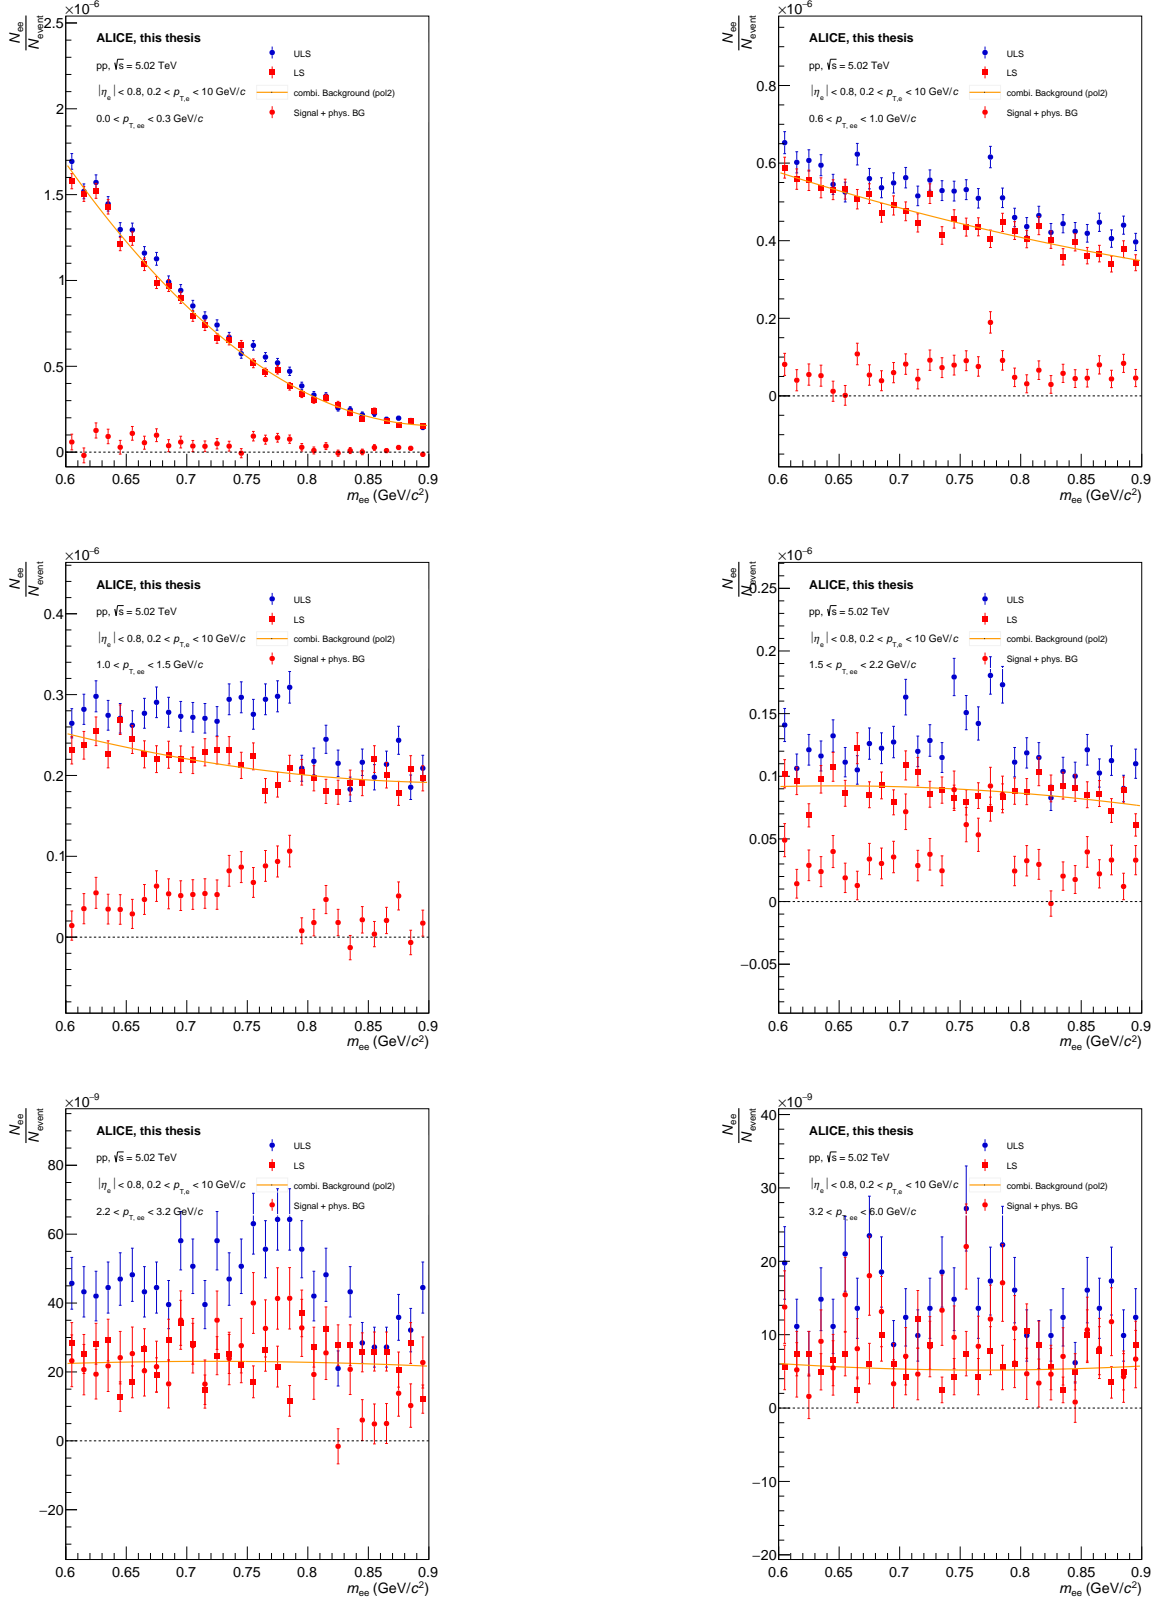 ×10⁻⁶
N_ee / N_event
2.5
2
1.5
1
0.5
0
ALICE, this thesis
pp, √s = 5.02 TeV
|η_e| < 0.8, 0.2 < p_T,e < 10 GeV/c
0.0 < p_T, ee < 0.3 GeV/c
ULS
LS
combi. Background (pol2)
Signal + phys. BG
0.6 0.65 0.7 0.75 0.8 0.85 0.9
m_ee (GeV/c²)
×10⁻⁶
N_ee / N_event
0.8
0.6
0.4
0.2
0
ALICE, this thesis
pp, √s = 5.02 TeV
|η_e| < 0.8, 0.2 < p_T,e < 10 GeV/c
0.6 < p_T, ee < 1.0 GeV/c
ULS
LS
combi. Background (pol2)
Signal + phys. BG
0.6 0.65 0.7 0.75 0.8 0.85 0.9
m_ee (GeV/c²)
×10⁻⁶
N_ee / N_event
0.4
0.3
0.2
0.1
0
ALICE, this thesis
pp, √s = 5.02 TeV
|η_e| < 0.8, 0.2 < p_T,e < 10 GeV/c
1.0 < p_T, ee < 1.5 GeV/c
ULS
LS
combi. Background (pol2)
Signal + phys. BG
0.6 0.65 0.7 0.75 0.8 0.85 0.9
m_ee (GeV/c²)
×10⁻⁶
N_ee / N_event
0.25
0.2
0.15
0.1
0.05
0
−0.05
ALICE, this thesis
pp, √s = 5.02 TeV
|η_e| < 0.8, 0.2 < p_T,e < 10 GeV/c
1.5 < p_T, ee < 2.2 GeV/c
ULS
LS
combi. Background (pol2)
Signal + phys. BG
0.6 0.65 0.7 0.75 0.8 0.85 0.9
m_ee (GeV/c²)
×10⁻⁹
N_ee / N_event
80
60
40
20
0
−20
ALICE, this thesis
pp, √s = 5.02 TeV
|η_e| < 0.8, 0.2 < p_T,e < 10 GeV/c
2.2 < p_T, ee < 3.2 GeV/c
ULS
LS
combi. Background (pol2)
Signal + phys. BG
0.6 0.65 0.7 0.75 0.8 0.85 0.9
m_ee (GeV/c²)
×10⁻⁹
N_ee / N_event
40
30
20
10
0
−10
−20
ALICE, this thesis
pp, √s = 5.02 TeV
|η_e| < 0.8, 0.2 < p_T,e < 10 GeV/c
3.2 < p_T, ee < 6.0 GeV/c
ULS
LS
combi. Background (pol2)
Signal + phys. BG
0.6 0.65 0.7 0.75 0.8 0.85 0.9
m_ee (GeV/c²)